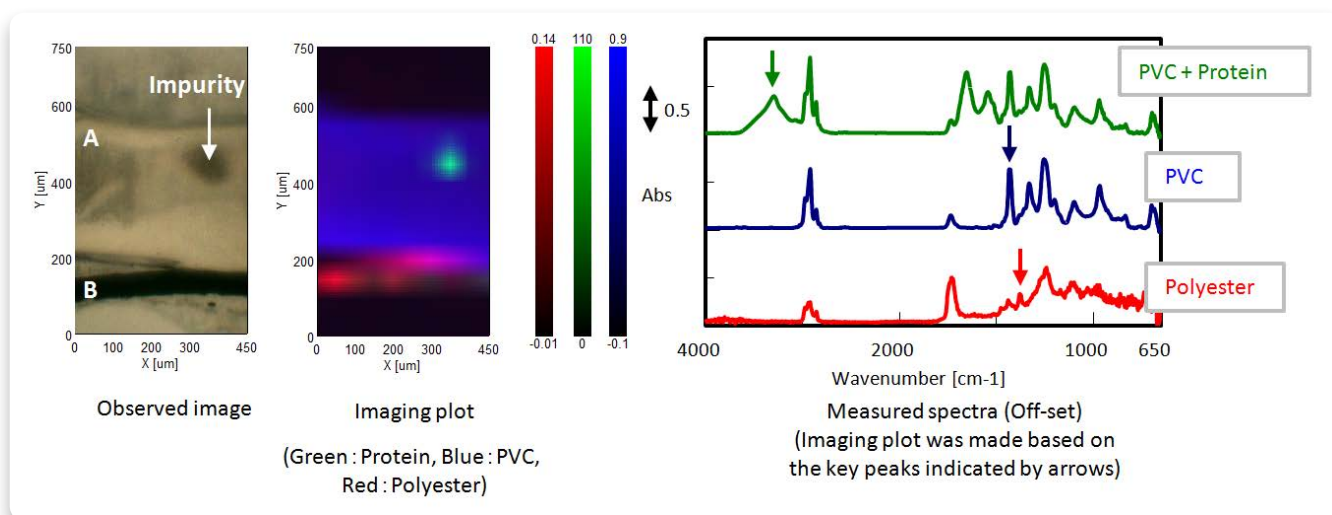 750
600
400
200
100
0
Y [um]
Impurity
A
B
0
100
200
300
450
X [um]
Observed image
750
600
400
200
100
0
Y [um]
0
100
200
300
450
X [um]
Imaging plot
(Green : Protein, Blue : PVC,
Red : Polyester)
0.14 110 0.9
-0.01 0 -0.1
0.5
Abs
PVC + Protein
PVC
Polyester
4000 2000 1000 650
Wavenumber [cm-1]
Measured spectra (Off-set)
(Imaging plot was made based on
the key peaks indicated by arrows)